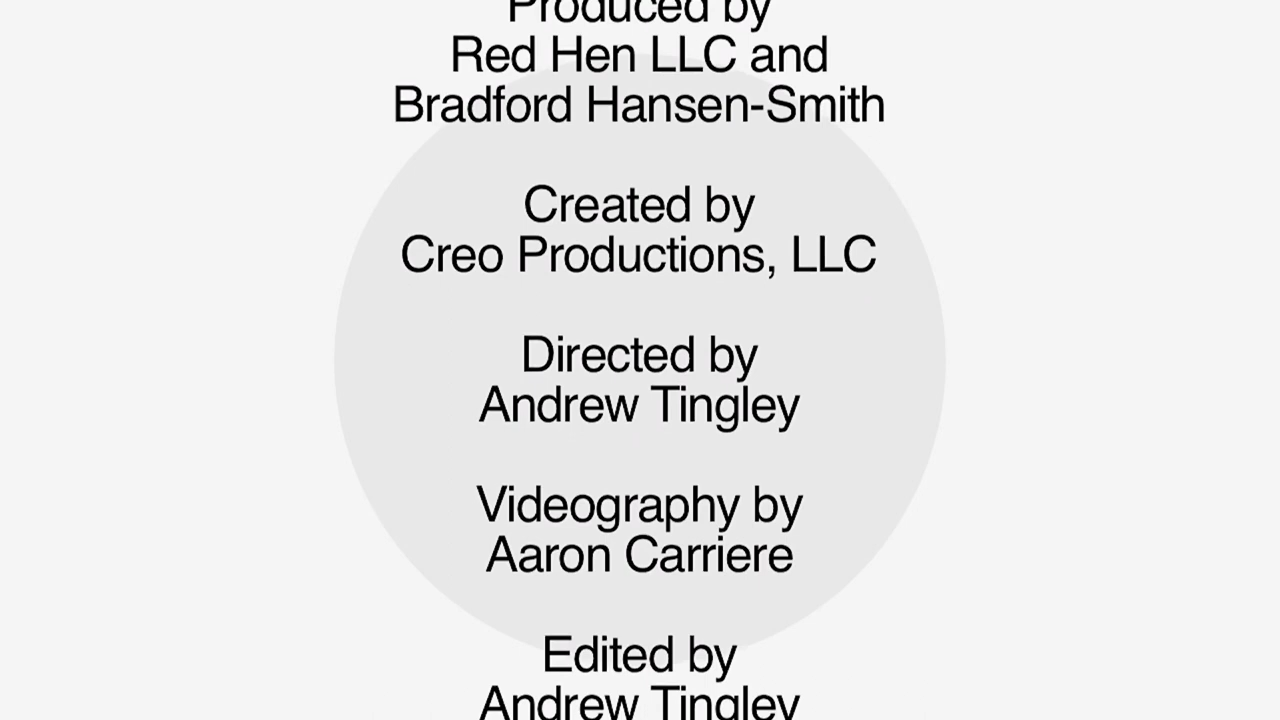 Produced by
Red Hen LLC and
Bradford Hansen-Smith
Created by
Creo Productions, LLC
Directed by
Andrew Tingley
Videography by
Aaron Carriere
Edited by
Andrew Tingley